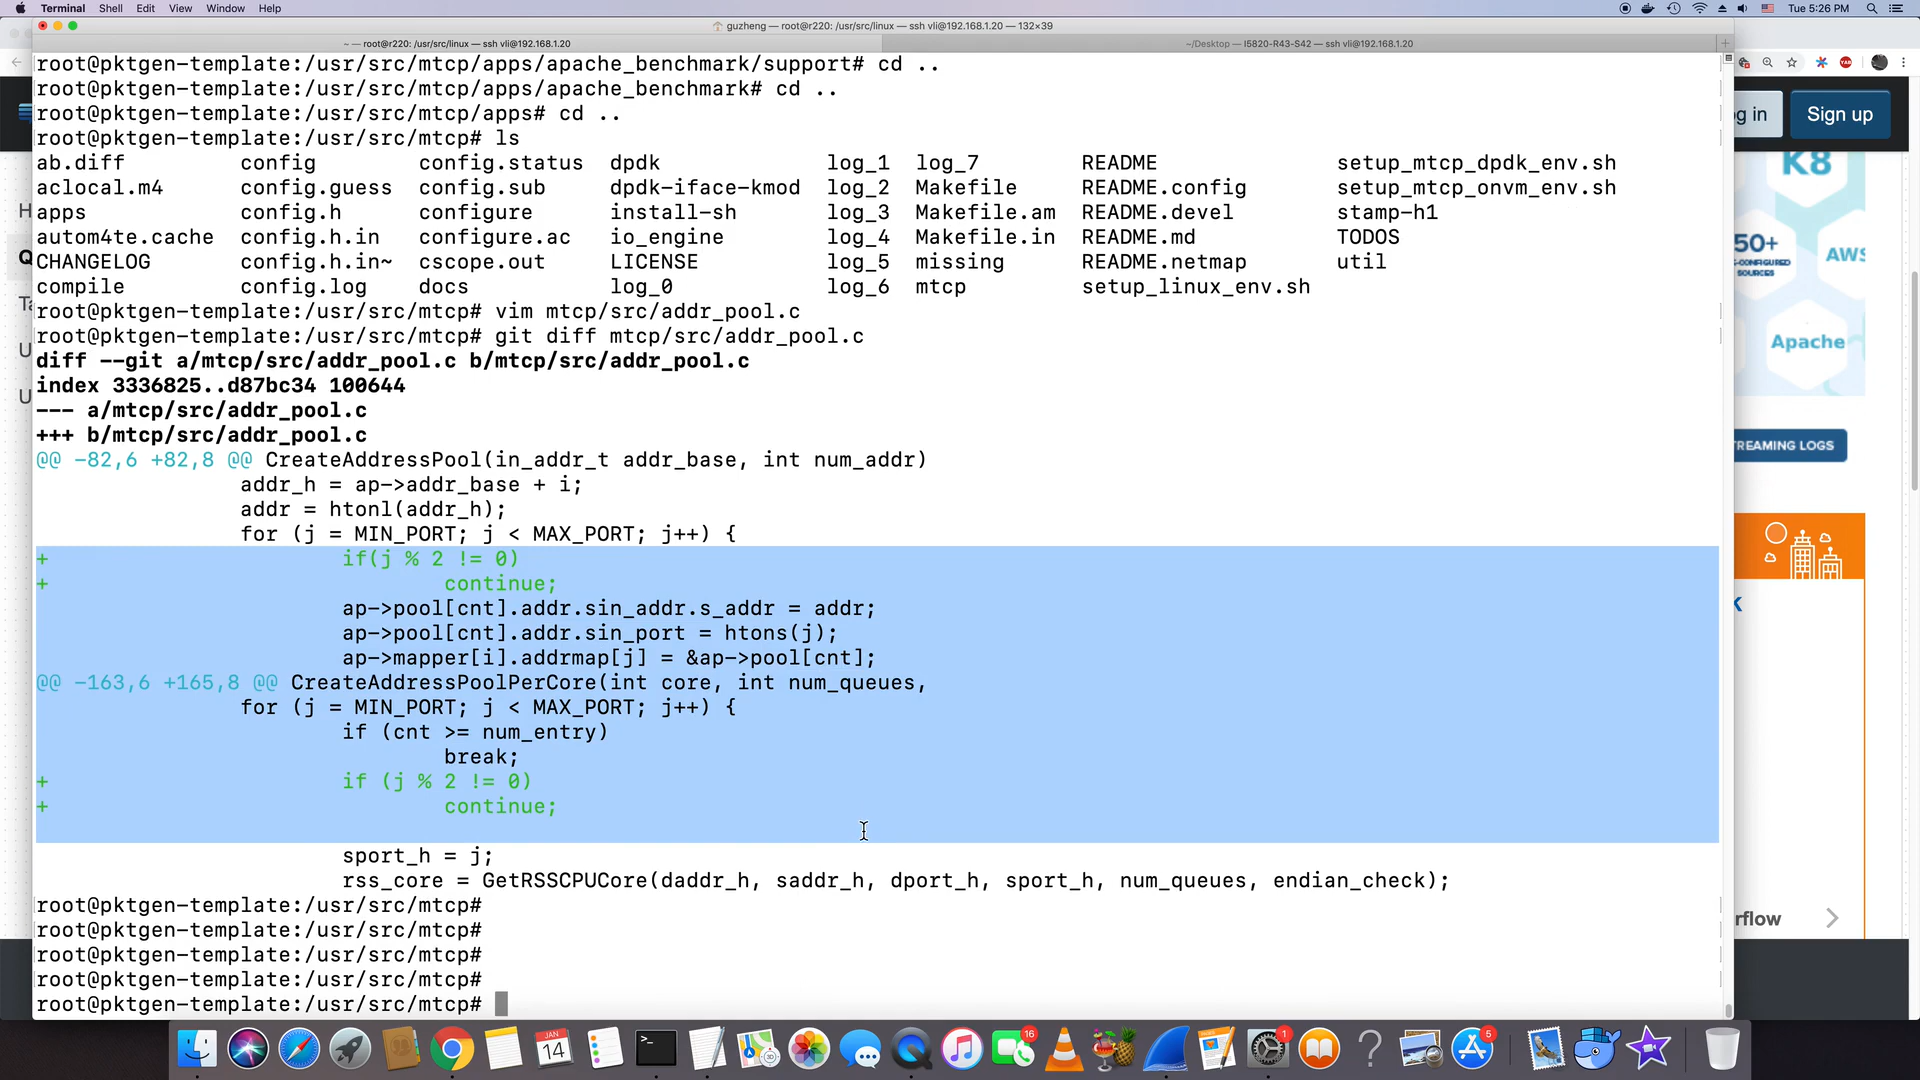 Terminal Shell Edit View Window Help
Tue 5:26 PM
guzheng — root@r220: /usr/src/linux — ssh vli@192.168.1.20 — 132×39
~ — root@r220: /usr/src/linux — ssh vli@192.168.1.20
~/Desktop — I5820-R43-S42 — ssh vli@192.168.1.20
root@pktgen-template:/usr/src/mtcp/apps/apache_benchmark/support# cd ..
root@pktgen-template:/usr/src/mtcp/apps/apache_benchmark# cd ..
root@pktgen-template:/usr/src/mtcp/apps# cd ..
root@pktgen-template:/usr/src/mtcp# ls
ab.diff config config.status dpdk log_1 log_7 README setup_mtcp_dpdk_env.sh
aclocal.m4 config.guess config.sub dpdk-iface-kmod log_2 Makefile README.config setup_mtcp_onvm_env.sh
apps config.h configure install-sh log_3 Makefile.am README.devel stamp-h1
autom4te.cache config.h.in configure.ac io_engine log_4 Makefile.in README.md TODOS
CHANGELOG config.h.in~ cscope.out LICENSE log_5 missing README.netmap util
compile config.log docs log_0 log_6 mtcp setup_linux_env.sh
root@pktgen-template:/usr/src/mtcp# vim mtcp/src/addr_pool.c
root@pktgen-template:/usr/src/mtcp# git diff mtcp/src/addr_pool.c
diff --git a/mtcp/src/addr_pool.c b/mtcp/src/addr_pool.c
index 3336825..d87bc34 100644
--- a/mtcp/src/addr_pool.c
+++ b/mtcp/src/addr_pool.c
@@ -82,6 +82,8 @@ CreateAddressPool(in_addr_t addr_base, int num_addr)
addr_h = ap->addr_base + i;
addr = htonl(addr_h);
for (j = MIN_PORT; j < MAX_PORT; j++) {
+ if(j % 2 != 0)
+ continue;
ap->pool[cnt].addr.sin_addr.s_addr = addr;
ap->pool[cnt].addr.sin_port = htons(j);
ap->mapper[i].addrmap[j] = &ap->pool[cnt];
@@ -163,6 +165,8 @@ CreateAddressPoolPerCore(int core, int num_queues,
for (j = MIN_PORT; j < MAX_PORT; j++) {
if (cnt >= num_entry)
break;
+ if (j % 2 != 0)
+ continue;
sport_h = j;
rss_core = GetRSSCPUCore(daddr_h, saddr_h, dport_h, sport_h, num_queues, endian_check);
root@pktgen-template:/usr/src/mtcp#
root@pktgen-template:/usr/src/mtcp#
root@pktgen-template:/usr/src/mtcp#
root@pktgen-template:/usr/src/mtcp#
root@pktgen-template:/usr/src/mtcp#
g in
Sign up
K8
50+
AWS
Apache
TREAMING LOGS
K
rflow
JAN
14
16
1
5